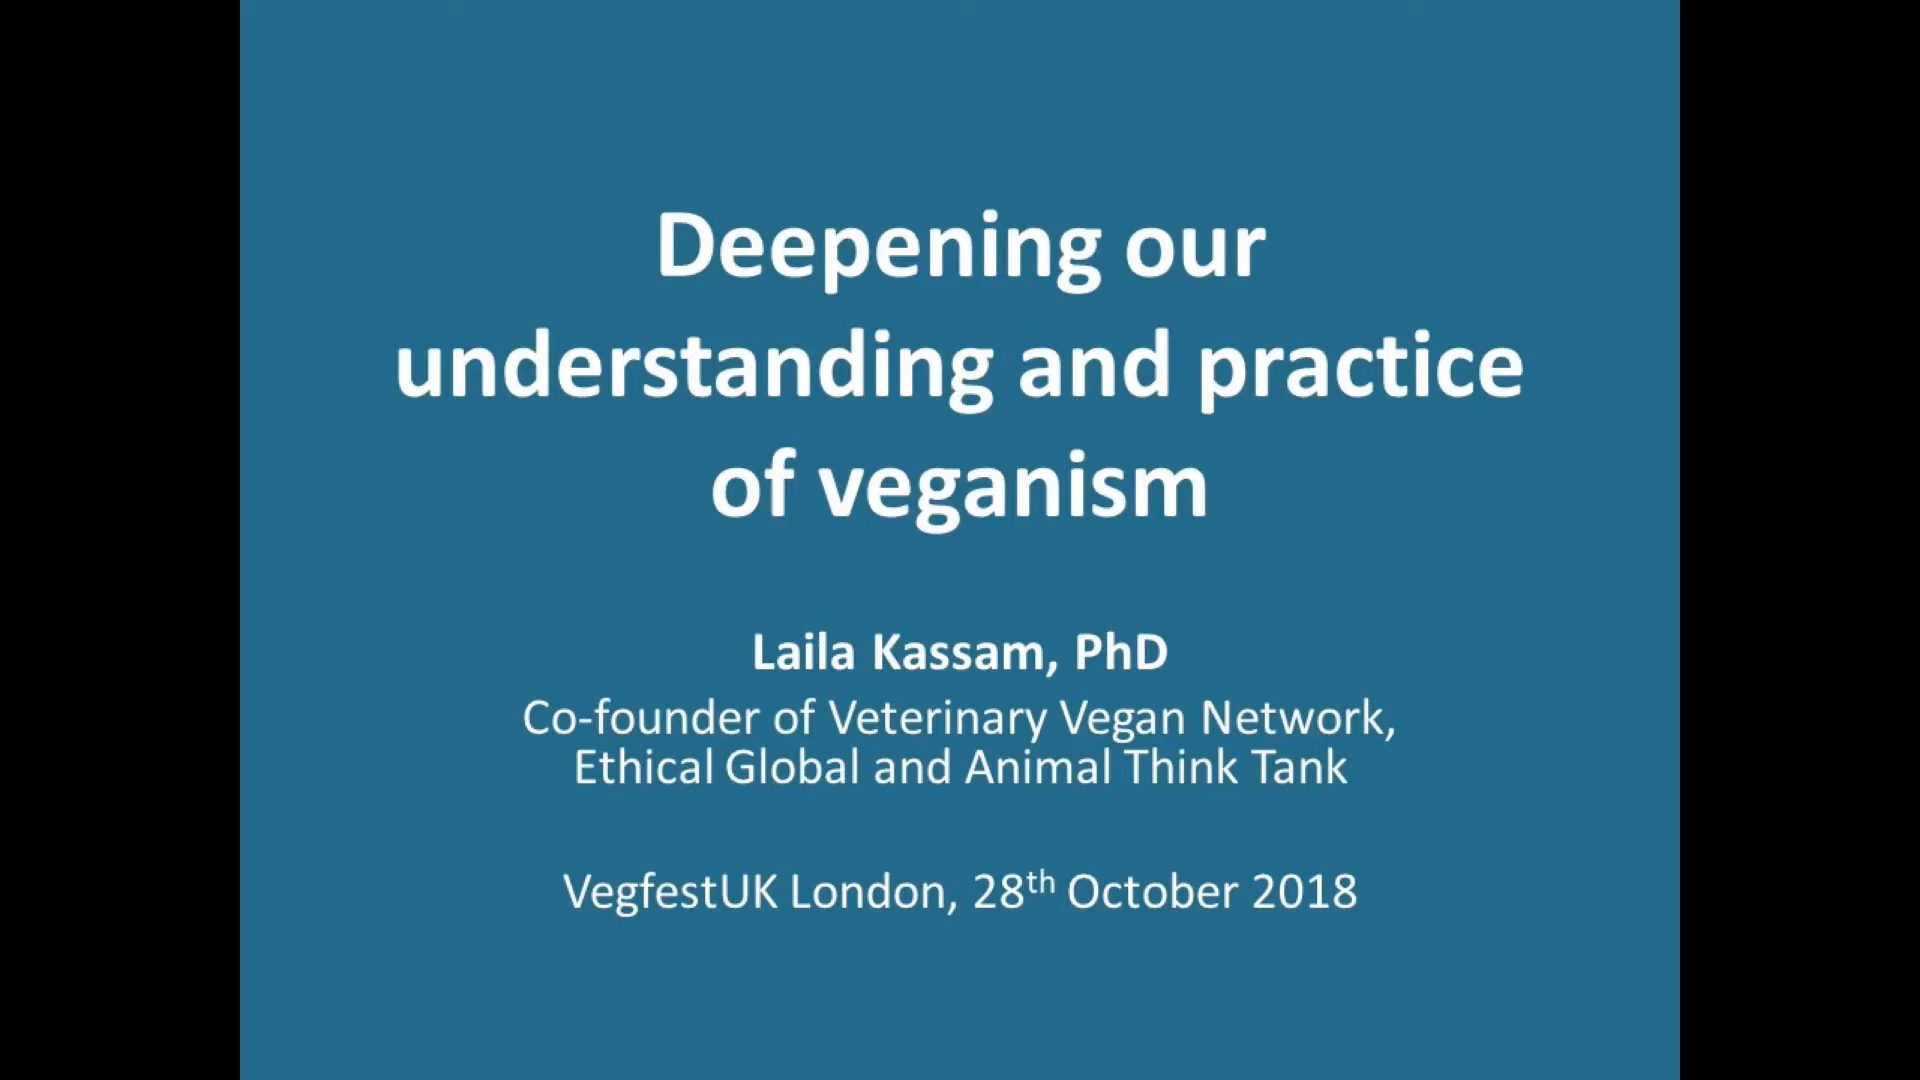 Deepening our
understanding and practice
of veganism
Laila Kassam, PhD
Co-founder of Veterinary Vegan Network,
Ethical Global and Animal Think Tank
VegfestUK London, 28th October 2018